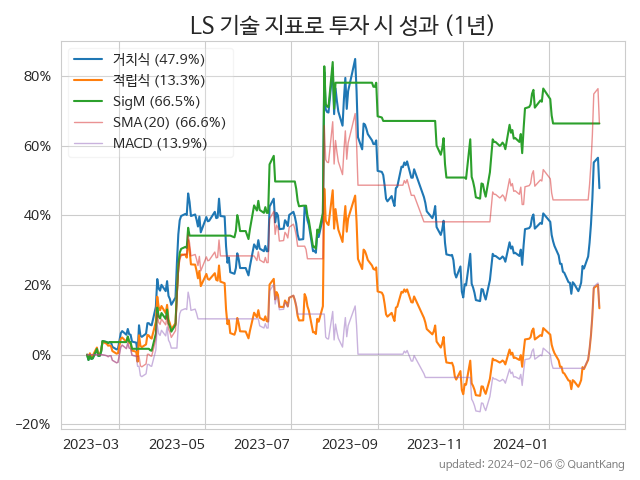 LS 기술 지표로 투자 시 성과 (1년)
거치식 (47.9%)
적립식 (13.3%)
SigM (66.5%)
SMA(20) (66.6%)
MACD (13.9%)
80%
60%
40%
20%
0%
−20%
2023-03 2023-05 2023-07 2023-09 2023-11 2024-01
updated: 2024-02-06 © QuantKang